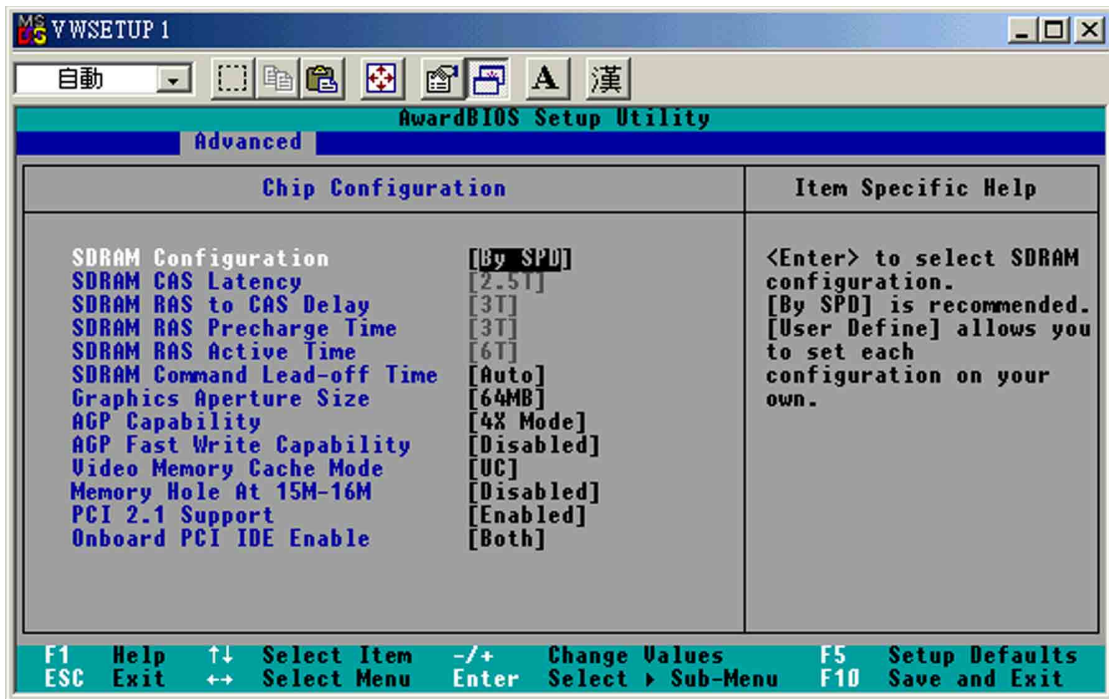 VWSETUP 1
自動
A 漢
AwardBIOS Setup Utility
Advanced
Chip Configuration
SDRAM Configuration [By SPD]
SDRAM CAS Latency [2.5T]
SDRAM RAS to CAS Delay [3T]
SDRAM RAS Precharge Time [3T]
SDRAM RAS Active Time [6T]
SDRAM Command Lead-off Time [Auto]
Graphics Aperture Size [64MB]
AGP Capability [4X Mode]
AGP Fast Write Capability [Disabled]
Video Memory Cache Mode [UC]
Memory Hole At 15M-16M [Disabled]
PCI 2.1 Support [Enabled]
Onboard PCI IDE Enable [Both]
Item Specific Help
<Enter> to select SDRAM
configuration.
[By SPD] is recommended.
[User Define] allows you
to set each
configuration on your
own.
F1 Help ↑↓ Select Item -/+ Change Values F5 Setup Defaults
ESC Exit ←→ Select Menu Enter Select ▸ Sub-Menu F10 Save and Exit